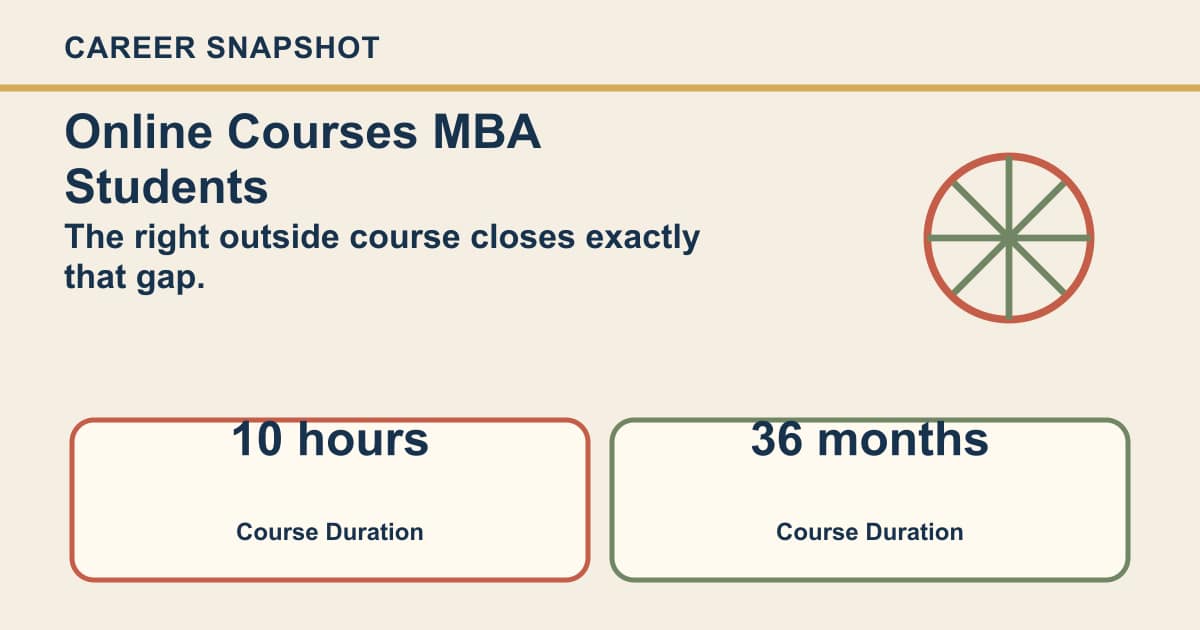 CAREER SNAPSHOT
Online Courses MBA
Students
The right outside course closes exactly
that gap.
10 hours
Course Duration
36 months
Course Duration